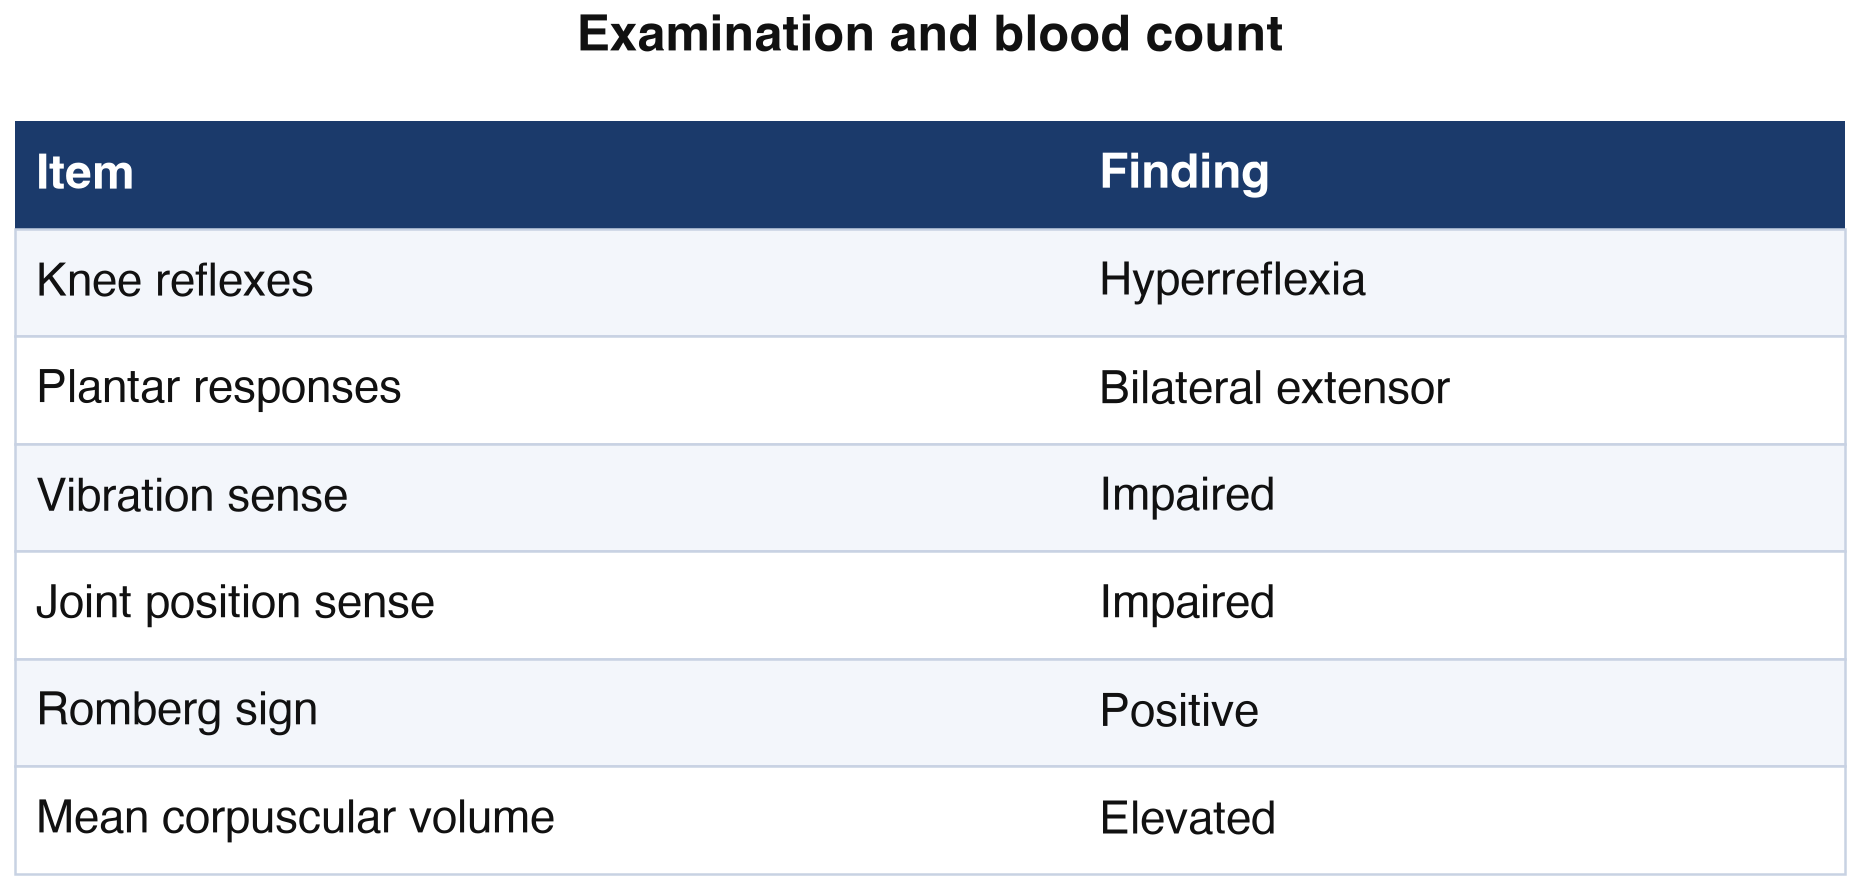 Examination and blood count
Item Finding
Knee reflexes Hyperreflexia
Plantar responses Bilateral extensor
Vibration sense Impaired
Joint position sense Impaired
Romberg sign Positive
Mean corpuscular volume Elevated